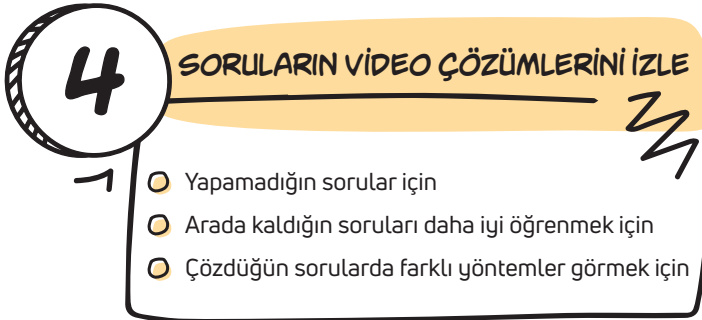 4
SORULARIN VİDEO ÇÖZÜMLERİNİ İZLE
Yapamadığın sorular için
Arada kaldığın soruları daha iyi öğrenmek için
Çözdüğün sorularda farklı yöntemler görmek için